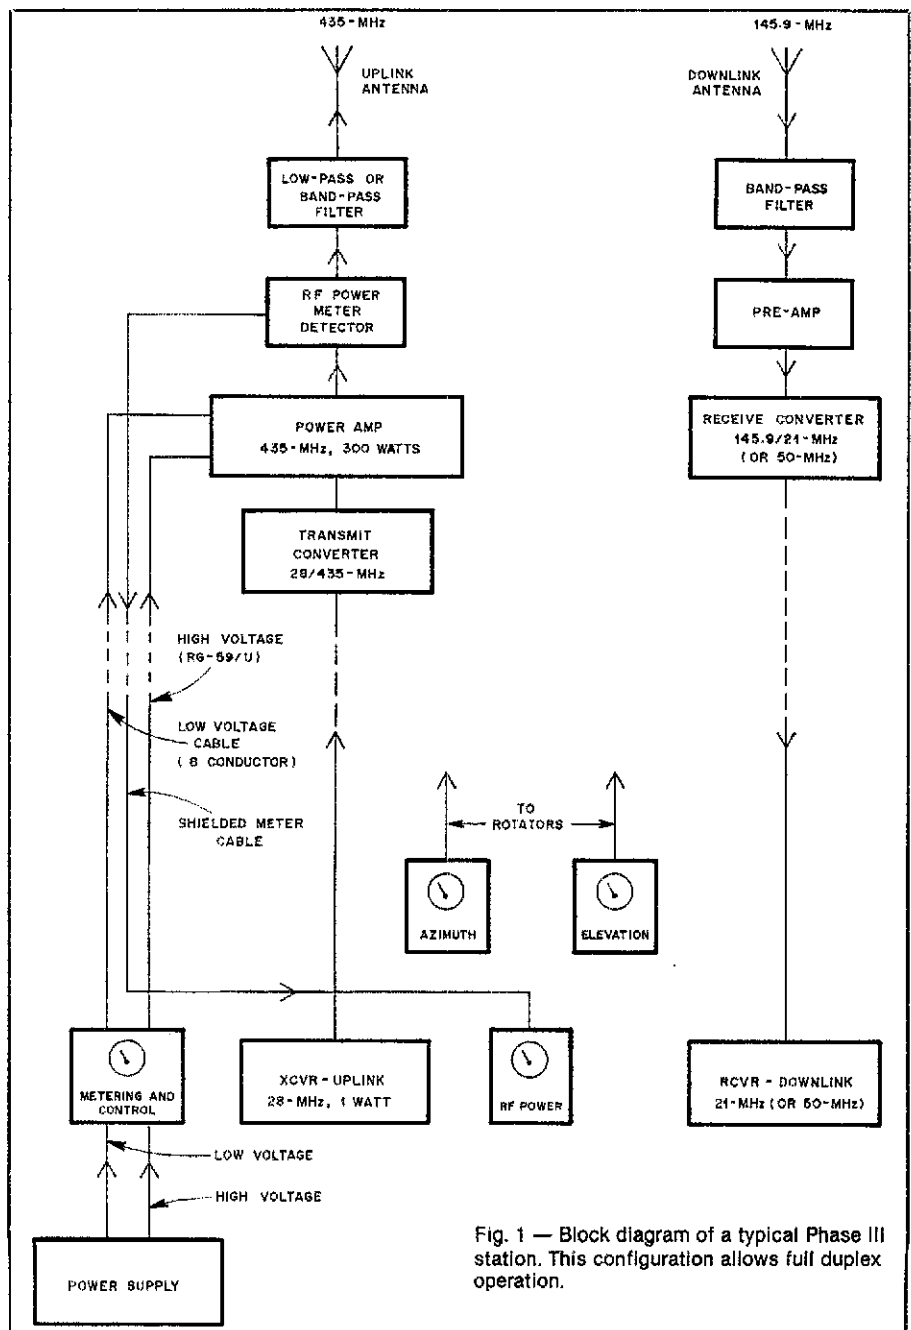 435-MHz
UPLINK
ANTENNA
LOW-PASS OR
BAND-PASS
FILTER
RF POWER
METER
DETECTOR
POWER AMP
435-MHz, 300 WATTS
TRANSMIT
CONVERTER
28/435-MHz
145.9-MHz
DOWNLINK
ANTENNA
BAND-PASS
FILTER
PRE-AMP
RECEIVE CONVERTER
145.9/21-MHz
(OR 50-MHz)
HIGH VOLTAGE
(RG-59/U)
LOW VOLTAGE
CABLE
(8 CONDUCTOR)
SHIELDED METER
CABLE
TO
ROTATORS
AZIMUTH
ELEVATION
METERING AND
CONTROL
XCVR-UPLINK
28-MHz, 1 WATT
RF POWER
RCVR-DOWNLINK
21-MHz (OR 50-MHz)
LOW VOLTAGE
HIGH VOLTAGE
POWER SUPPLY
Fig. 1 — Block diagram of a typical Phase III
station. This configuration allows full duplex
operation.